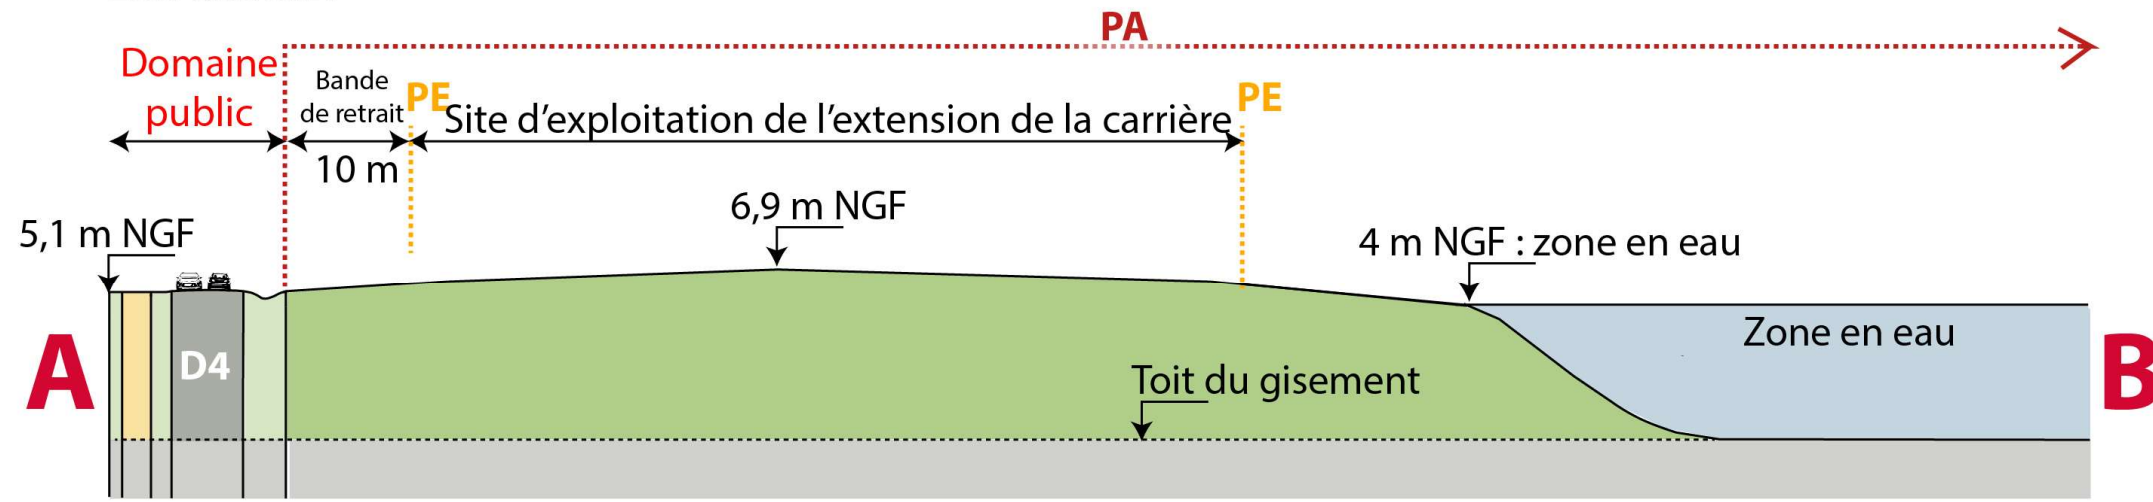 PA
Domaine
public
Bande
de retrait
10 m
PE
Site d’exploitation de l’extension de la carrière
PE
5,1 m NGF
6,9 m NGF
4 m NGF : zone en eau
Zone en eau
A
D4
Toit du gisement
B